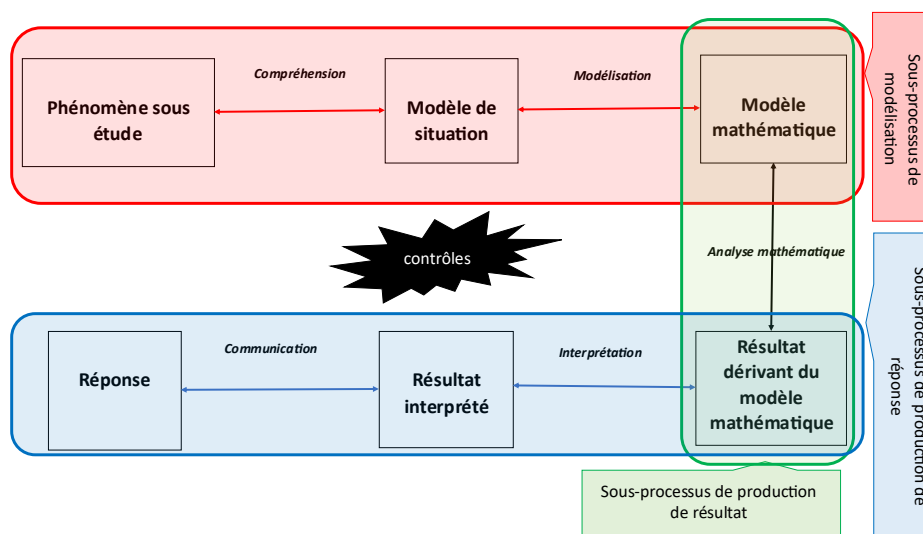 Compréhension
Modélisation
Phénomène sous
étude
Modèle de
situation
Modèle
mathématique
Sous-processus de
modélisation
contrôles
Analyse mathématique
Communication
Interprétation
Réponse
Résultat
interprété
Résultat
dérivant du
modèle
mathématique
Sous-processus de production de
réponse
Sous-processus de production
de résultat